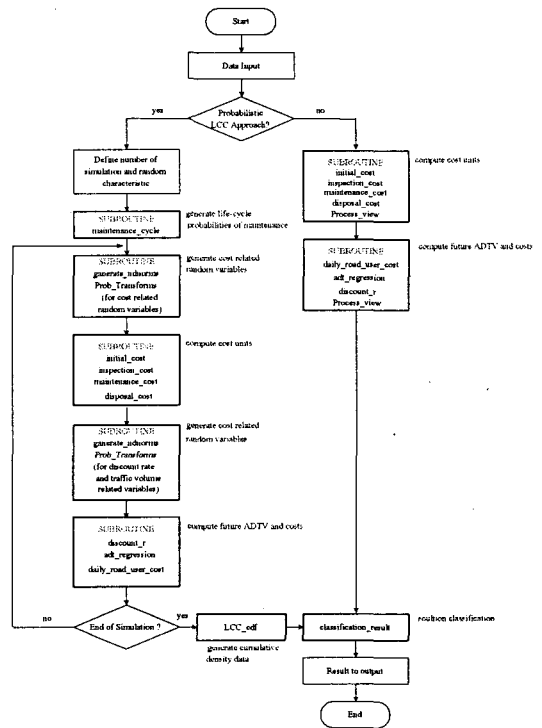 Start
Data Input
Probabilistic
LCC Approach?
yes
no
Define number of
simulation and random
characteristic
SUBROUTINE
maintenance_cycle
generate life-cycle
probabilities of maintenance
SUBROUTINE
generate_ndnorms
Prob_Transforms
(for cost related
random variables)
generate cost related
random variables
SUBROUTINE
initial_cost
inspection_cost
maintenance_cost
disposal_cost
compute cost units
SUBROUTINE
generate_ndnorms
Prob_Transforms
(for discount rate
and traffic volume
related variables)
generate cost related
random variables
SUBROUTINE
discount_r
adt_regression
daily_road_user_cost
compute future ADTV and costs
End of Simulation ?
no
yes
LCC_cdf
generate cumulative
density data
SUBROUTINE
initial_cost
inspection_cost
maintenance_cost
disposal_cost
Process_view
compute cost units
SUBROUTINE
daily_road_user_cost
adt_regression
discount_r
Process_view
compute future ADTV and costs
classification_result
classification
Result to output
End